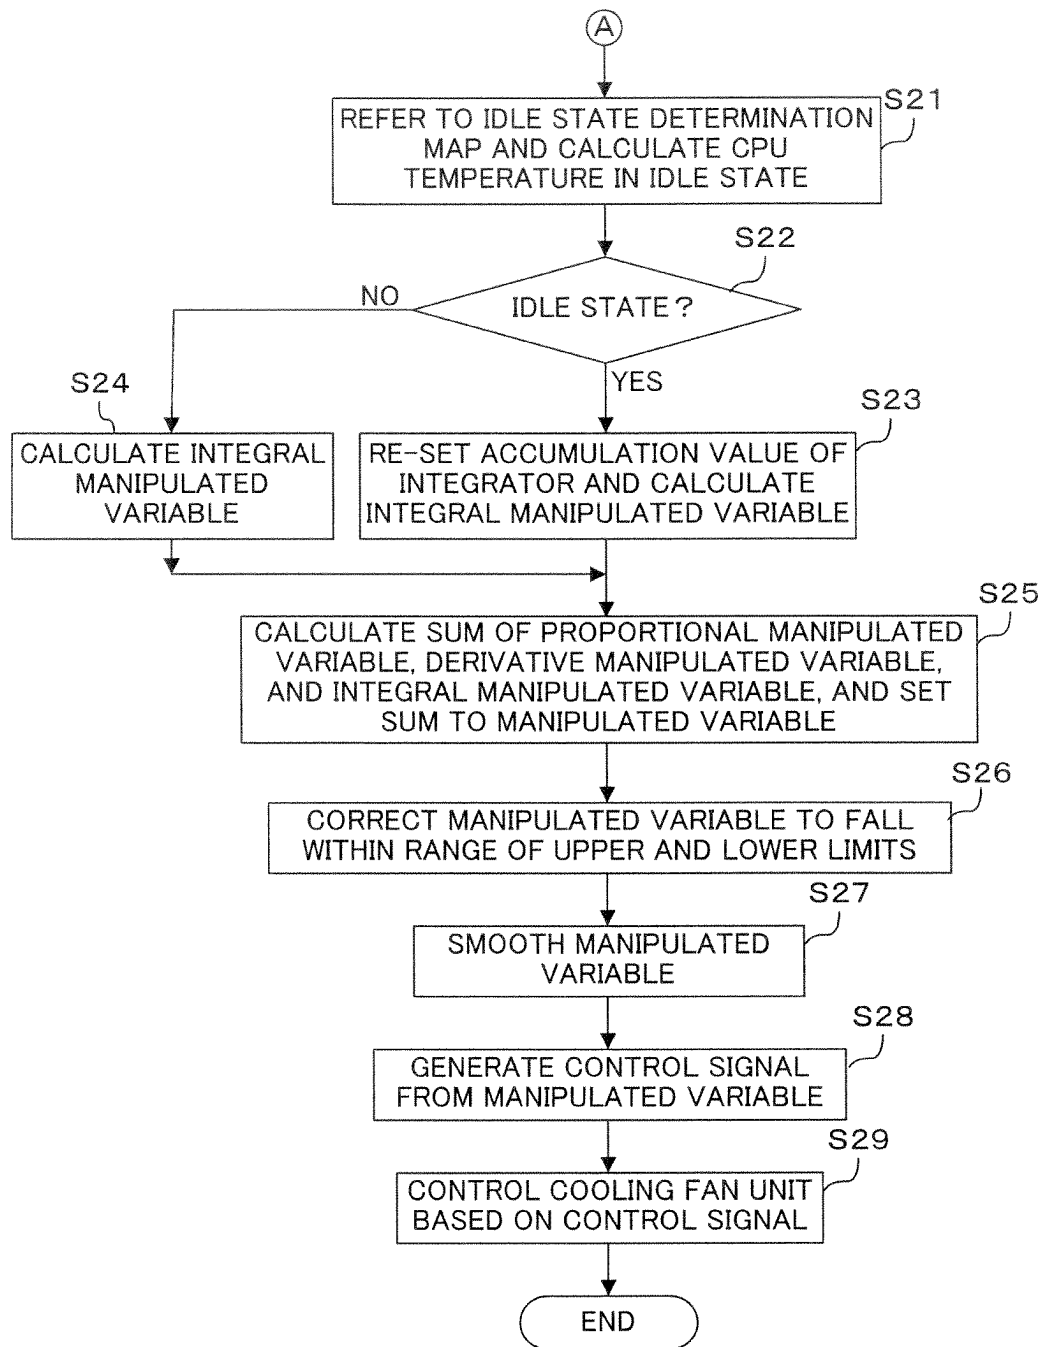 A
S21
REFER TO IDLE STATE DETERMINATION
MAP AND CALCULATE CPU
TEMPERATURE IN IDLE STATE
S22
IDLE STATE?
NO
YES
S24
CALCULATE INTEGRAL
MANIPULATED
VARIABLE
S23
RE-SET ACCUMULATION VALUE OF
INTEGRATOR AND CALCULATE
INTEGRAL MANIPULATED VARIABLE
S25
CALCULATE SUM OF PROPORTIONAL MANIPULATED
VARIABLE, DERIVATIVE MANIPULATED VARIABLE,
AND INTEGRAL MANIPULATED VARIABLE, AND SET
SUM TO MANIPULATED VARIABLE
S26
CORRECT MANIPULATED VARIABLE TO FALL
WITHIN RANGE OF UPPER AND LOWER LIMITS
S27
SMOOTH MANIPULATED
VARIABLE
S28
GENERATE CONTROL SIGNAL
FROM MANIPULATED VARIABLE
S29
CONTROL COOLING FAN UNIT
BASED ON CONTROL SIGNAL
END